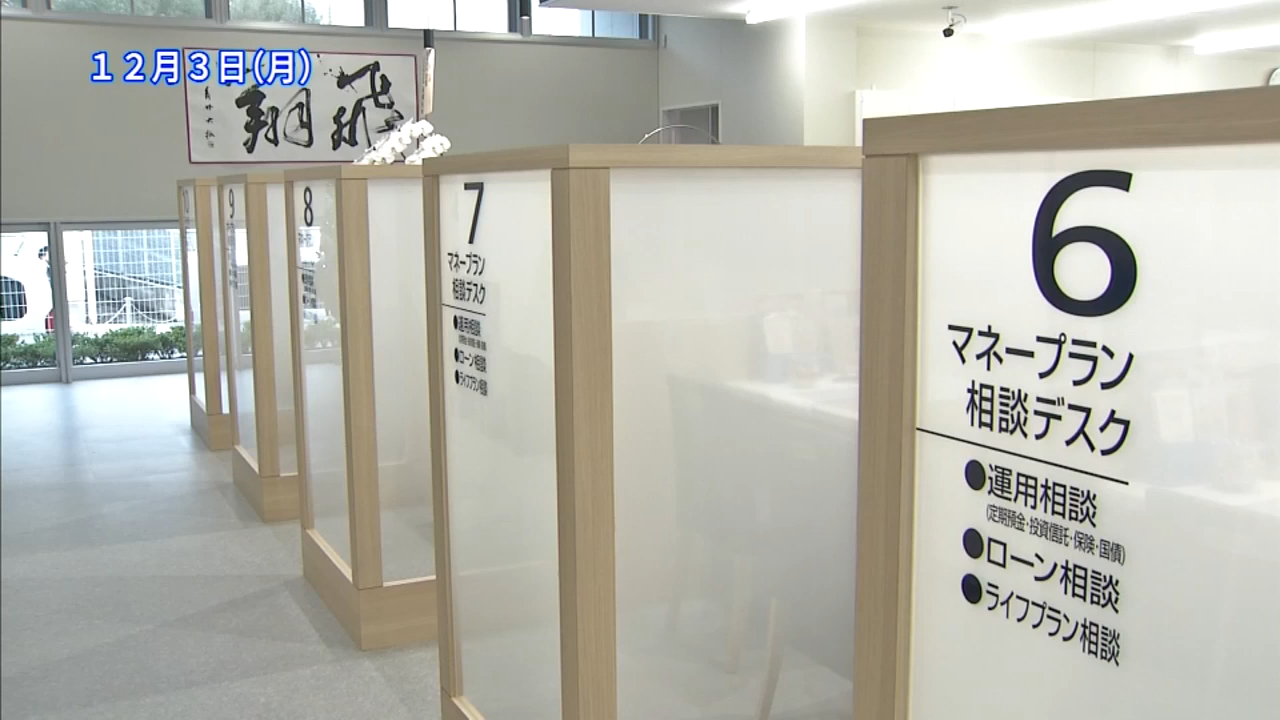 12月3日(月)
飛翔
10
9
8
7
マネープラン
相談デスク
●運用相談
●ローン相談
●ライフプラン相談
6
マネープラン
相談デスク
●運用相談
(定期預金・投資信託・保険・国債)
●ローン相談
●ライフプラン相談